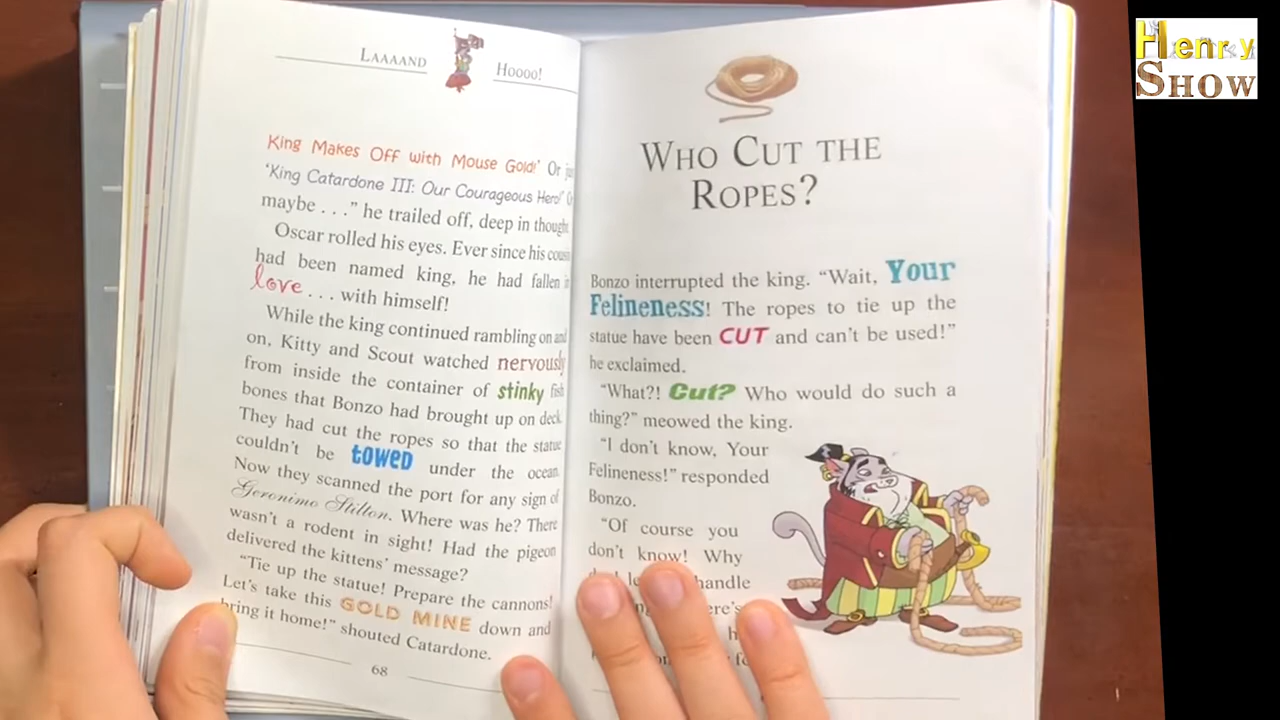 LAAAAND HOOOO!
King Makes Off with Mouse Gold!' Or
'King Catardone III: Our Courageous Hero!'
maybe . . ." he trailed off, deep in thought.
Oscar rolled his eyes. Ever since his
had been named king, he had fallen
love . . . with himself!
While the king continued rambling on and
on, Kitty and Scout watched nervously
from inside the container of stinky fish
bones that Bonzo had brought up on deck.
They had cut the ropes so that the statue
couldn't be towed under the ocean.
Now they scanned the port for any sign of
Geronimo Stilton. Where was he? There
wasn't a rodent in sight! Had the pigeon
delivered the kittens' message?
"Tie up the statue! Prepare the cannons!
Let's take this GOLD MINE down and
bring it home!" shouted Catardone.
68
WHO CUT THE
ROPES?
Bonzo interrupted the king. "Wait, Your
Felineness! The ropes to tie up the
statue have been CUT and can't be used!"
he exclaimed.
"What?! Cut? Who would do such a
thing?" meowed the king.
"I don't know, Your
Felineness!" responded
Bonzo.
"Of course you
don't know! Why
handle
Henry
SHOW